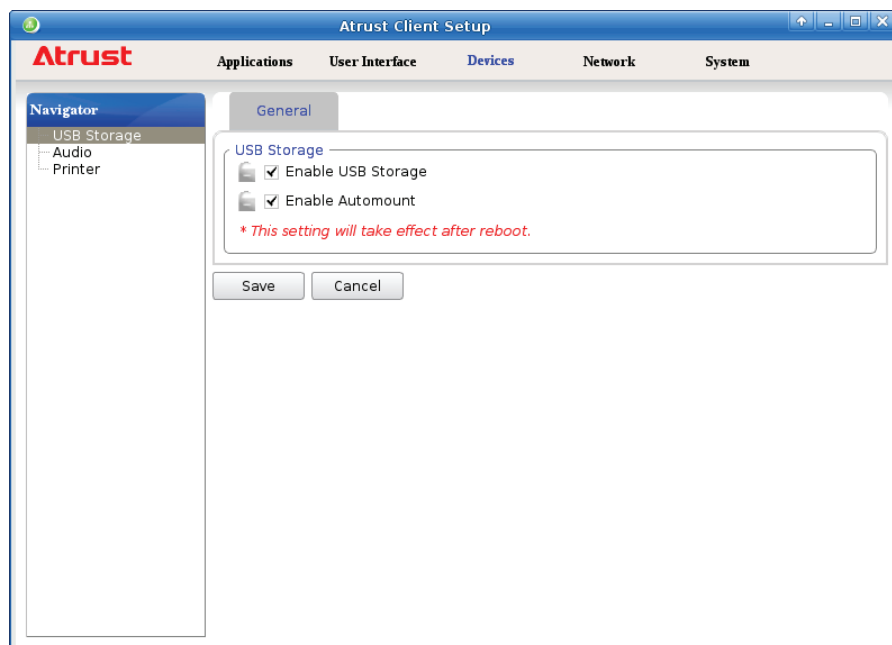 Atrust Client Setup
Atrust
Applications User Interface Devices Network System
Navigator
USB Storage
Audio
Printer
General
USB Storage
Enable USB Storage
Enable Automount
* This setting will take effect after reboot.
Save Cancel